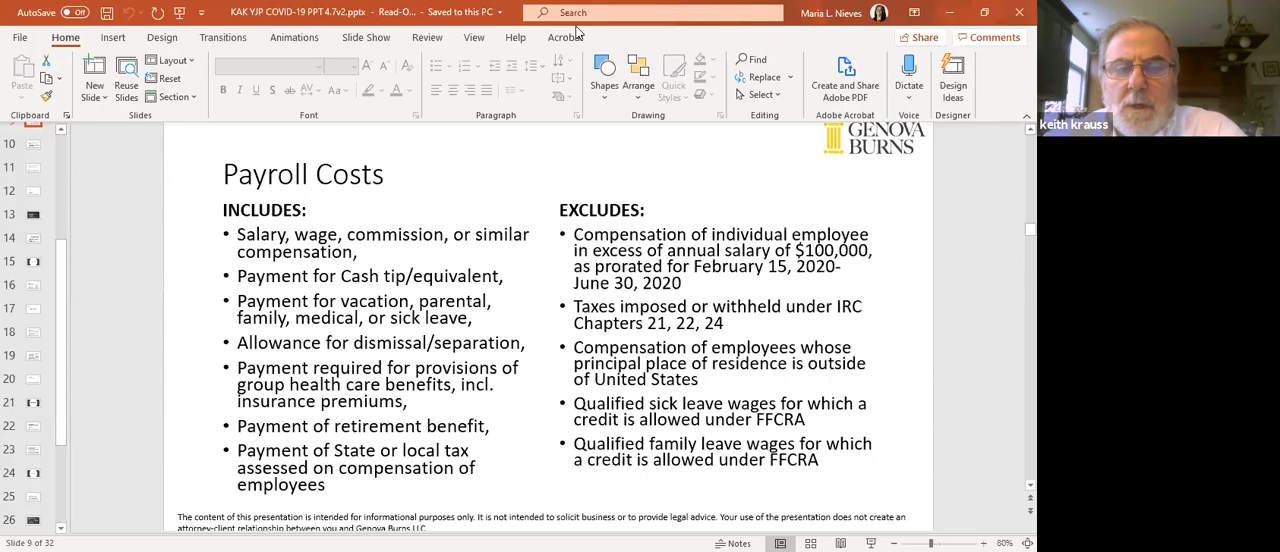 AutoSave Off KAK YJP COVID-19 PPT 4.7v2.pptx - Read-O... - Saved to this PC Search Maria L. Nieves
File Home Insert Design Transitions Animations Slide Show Review View Help Acrobat Share Comments
Paste New Slide Reuse Slides Layout Reset Section B I U S ab AV Aa A Shapes Arrange Quick Styles Find Replace Select Create and Share Adobe PDF Dictate Design Ideas
Clipboard Slides Font Paragraph Drawing Editing Adobe Acrobat Voice Designer
keith krauss
GENOVA
BURNS
Payroll Costs
INCLUDES:
• Salary, wage, commission, or similar
compensation,
• Payment for Cash tip/equivalent,
• Payment for vacation, parental,
family, medical, or sick leave,
• Allowance for dismissal/separation,
• Payment required for provisions of
group health care benefits, incl.
insurance premiums,
• Payment of retirement benefit,
• Payment of State or local tax
assessed on compensation of
employees
EXCLUDES:
• Compensation of individual employee
in excess of annual salary of $100,000,
as prorated for February 15, 2020-
June 30, 2020
• Taxes imposed or withheld under IRC
Chapters 21, 22, 24
• Compensation of employees whose
principal place of residence is outside
of United States
• Qualified sick leave wages for which a
credit is allowed under FFCRA
• Qualified family leave wages for which
a credit is allowed under FFCRA
The content of this presentation is intended for informational purposes only. It is not intended to solicit business or to provide legal advice. Your use of the presentation does not create an
attorney-client relationship between you and Genova Burns LLC
10
11
12
13
14
15
16
17
18
19
20
21
22
23
24
25
26
Slide 9 of 32 Notes 80%